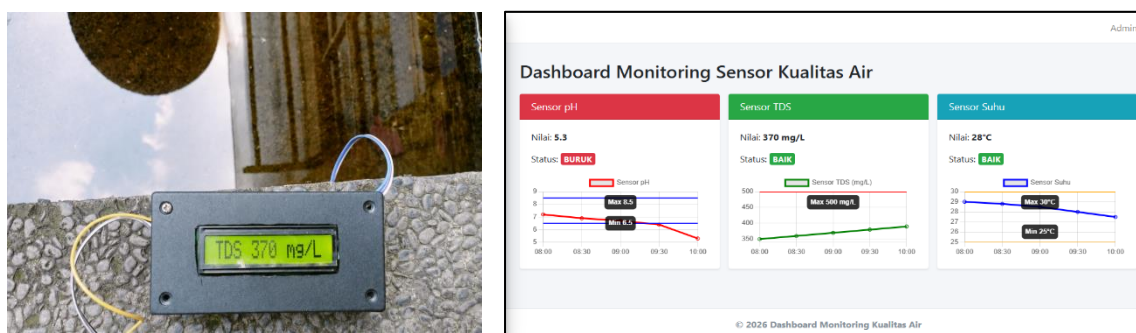 TDS 370 mg/L
Admin
Dashboard Monitoring Sensor Kualitas Air
Sensor pH
Nilai: 5.3
Status: BURUK
Sensor pH
9
8
7
6
5
Max 8.5
Min 6.5
08:00 08:30 09:00 09:30 10:00
Sensor TDS
Nilai: 370 mg/L
Status: BAIK
Sensor TDS (mg/L)
500
450
400
350
Max 500 mg/L
08:00 08:30 09:00 09:30 10:00
Sensor Suhu
Nilai: 28°C
Status: BAIK
Sensor Suhu
30
29
28
27
26
25
Max 30°C
Min 25°C
08:00 08:30 09:00 09:30 10:00
© 2026 Dashboard Monitoring Kualitas Air